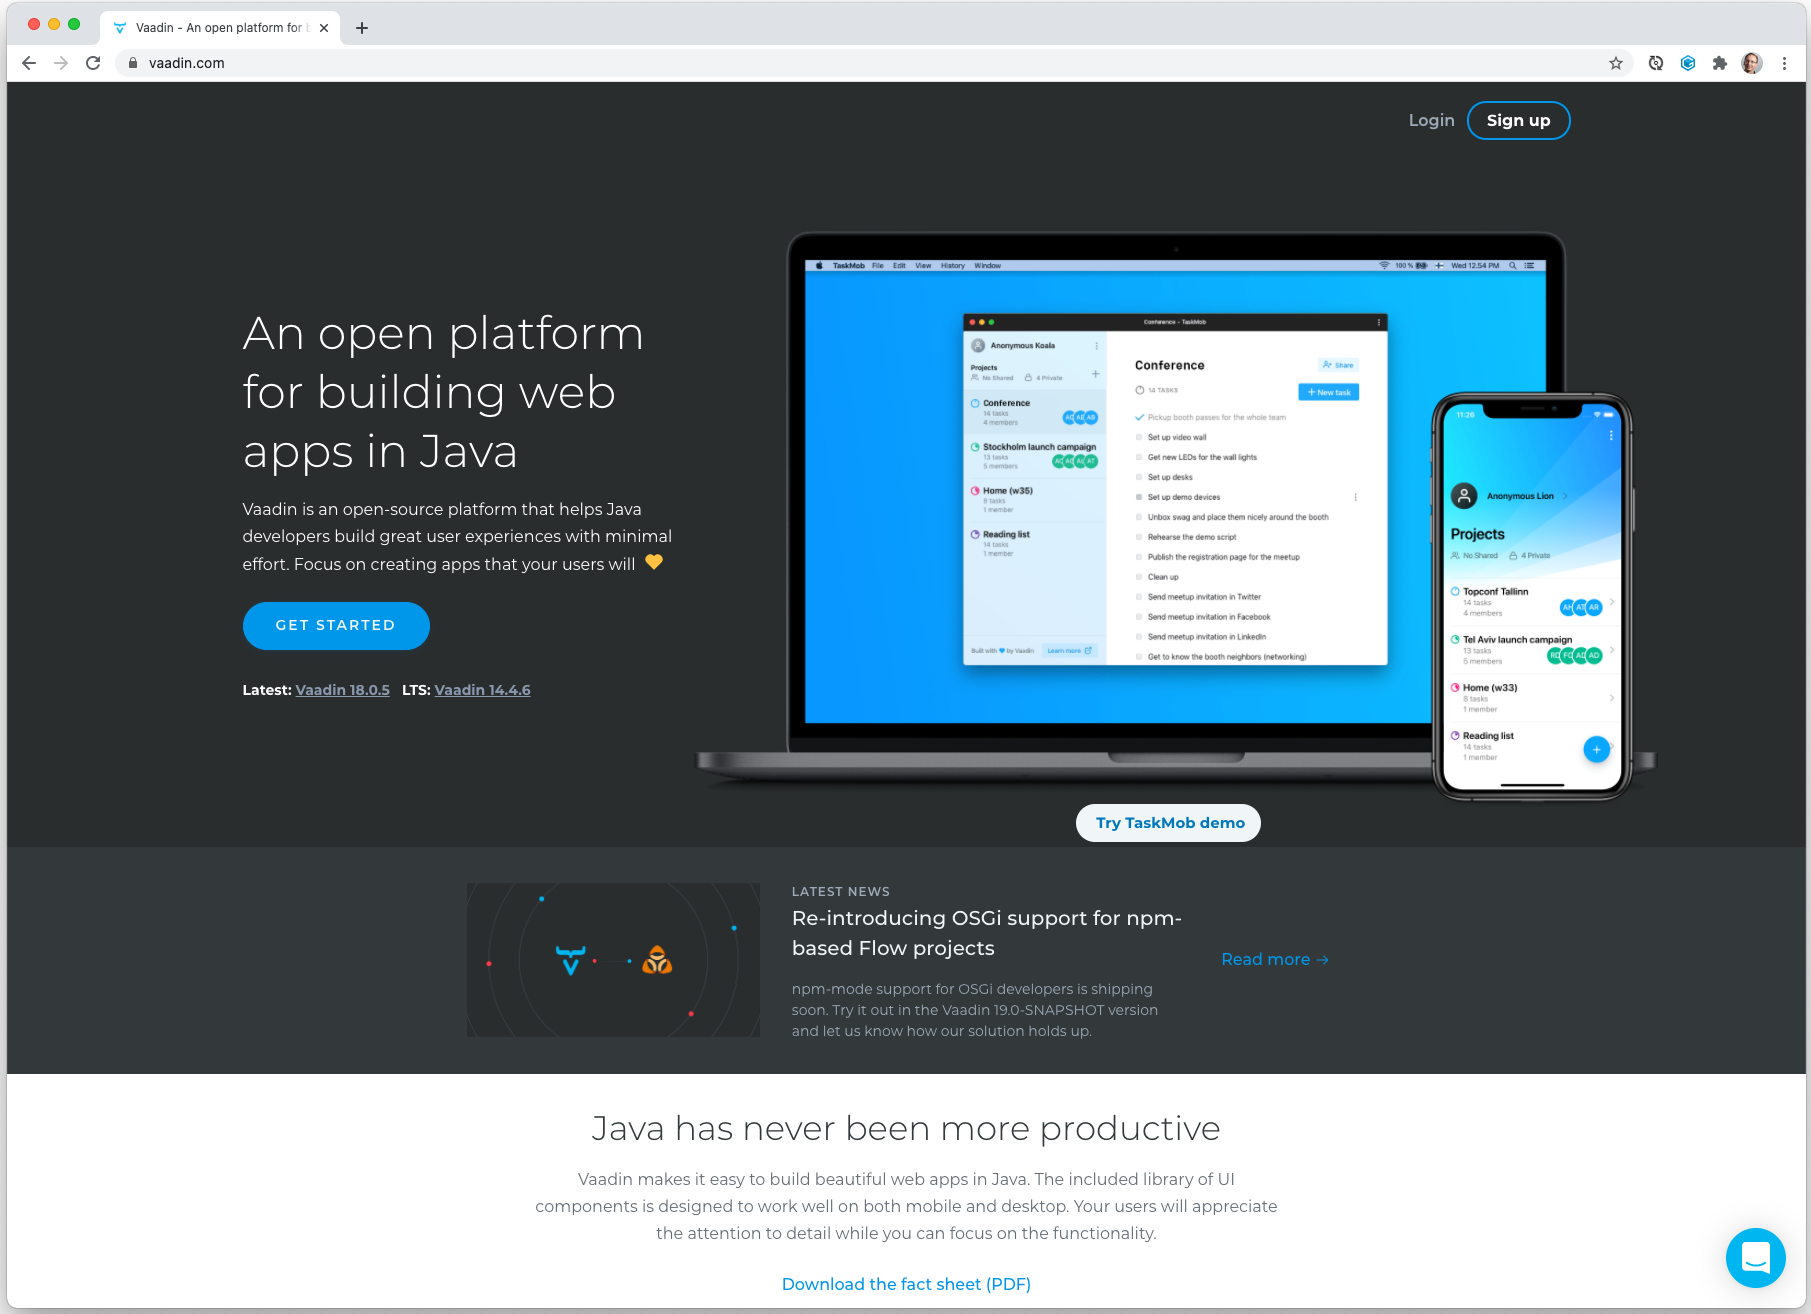 Vaadin - An open platform for b
vaadin.com
Login
Sign up
An open platform
for building web
apps in Java
Vaadin is an open-source platform that helps Java
developers build great user experiences with minimal
effort. Focus on creating apps that your users will
GET STARTED
Latest: Vaadin 18.0.5 LTS: Vaadin 14.4.6
TaskMob File Edit View History Window
100 % Wed 12.54 PM
Conference - TaskMob
Anonymous Koala
Projects
No Shared 4 Private
Conference
14 tasks
4 members
Stockholm launch campaign
13 tasks
5 members
Home (w35)
8 tasks
1 member
Reading list
14 tasks
1 member
Built with by Vaadin
Learn more
Conference
Share
14 TASKS
New task
Pickup booth passes for the whole team
Set up video wall
Get new LEDs for the wall lights
Set up desks
Set up demo devices
Unbox swag and place them nicely around the booth
Rehearse the demo script
Publish the registration page for the meetup
Clean up
Send meetup invitation in Twitter
Send meetup invitation in Facebook
Send meetup invitation in LinkedIn
Get to know the booth neighbors (networking)
11:26
Anonymous Lion
Projects
No Shared 4 Private
Topconf Tallinn
14 tasks
4 members
AR
Tel Aviv launch campaign
13 tasks
5 members
AD
Home (w33)
8 tasks
1 member
Reading list
14 tasks
1 member
Try TaskMob demo
LATEST NEWS
Re-introducing OSGi support for npm-
based Flow projects
npm-mode support for OSGi developers is shipping
soon. Try it out in the Vaadin 19.0-SNAPSHOT version
and let us know how our solution holds up.
Read more →
Java has never been more productive
Vaadin makes it easy to build beautiful web apps in Java. The included library of UI
components is designed to work well on both mobile and desktop. Your users will appreciate
the attention to detail while you can focus on the functionality.
Download the fact sheet (PDF)